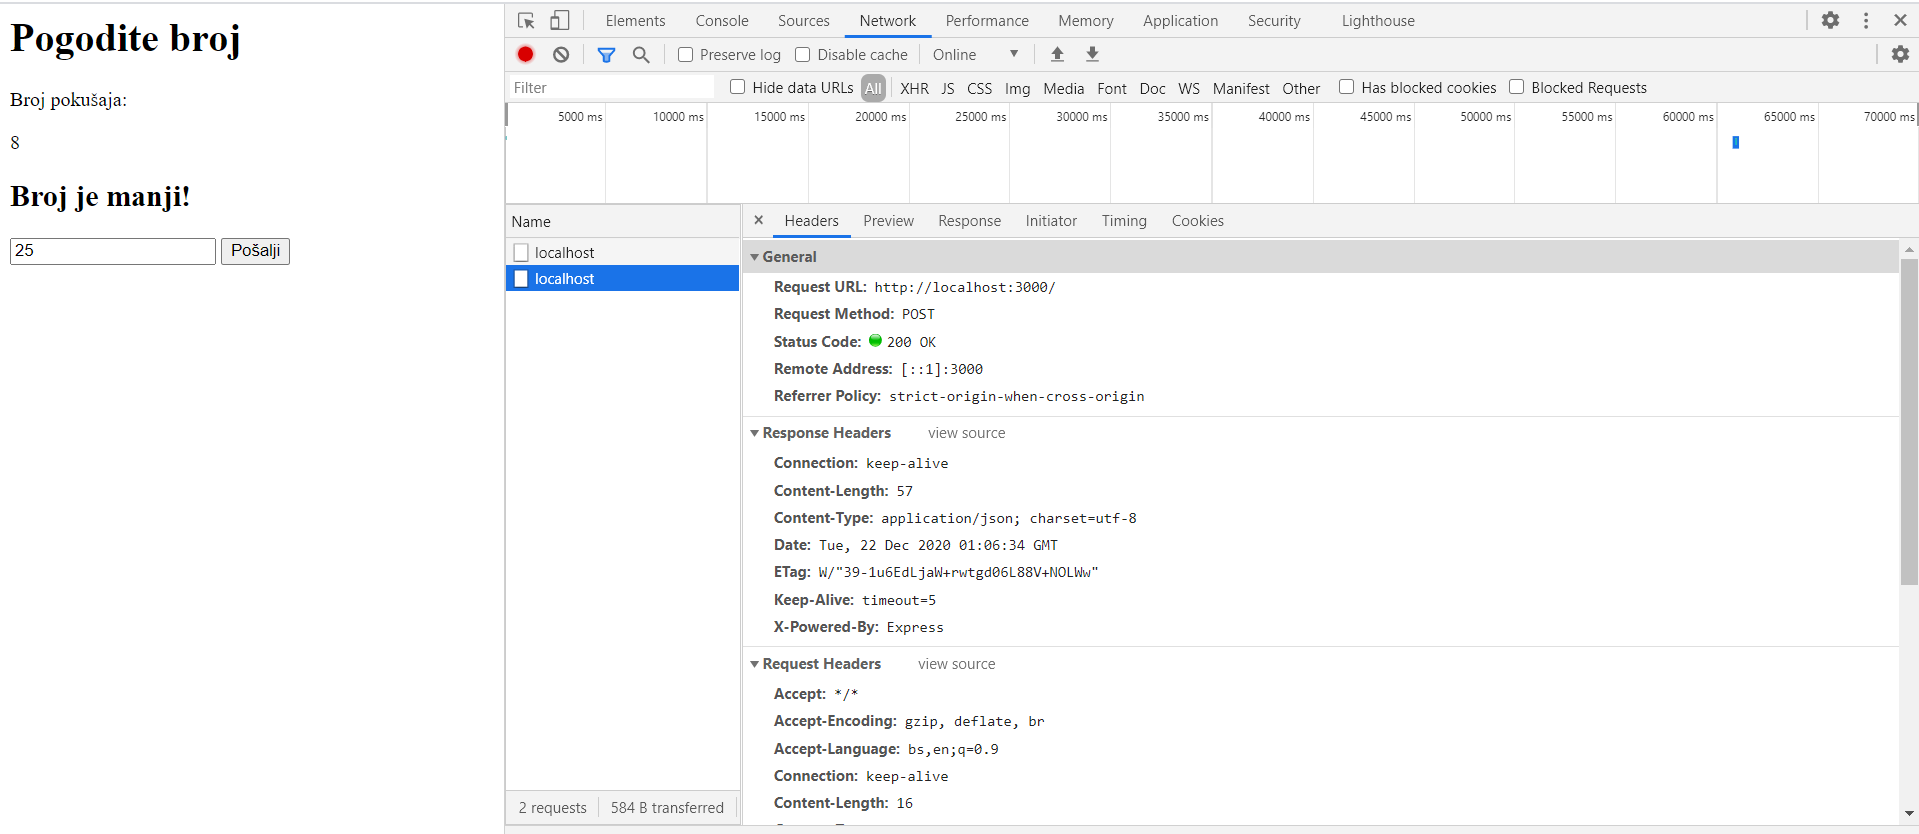 Pogodite broj
Broj pokušaja:
8
Broj je manji!
25 Pošalji
Elements Console Sources Network Performance Memory Application Security Lighthouse
Preserve log Disable cache Online
Filter Hide data URLs All XHR JS CSS Img Media Font Doc WS Manifest Other Has blocked cookies Blocked Requests
5000 ms 10000 ms 15000 ms 20000 ms 25000 ms 30000 ms 35000 ms 40000 ms 45000 ms 50000 ms 55000 ms 60000 ms 65000 ms 70000 ms
Name
localhost
localhost
2 requests 584 B transferred
× Headers Preview Response Initiator Timing Cookies
General
Request URL: http://localhost:3000/
Request Method: POST
Status Code: 200 OK
Remote Address: [::1]:3000
Referrer Policy: strict-origin-when-cross-origin
Response Headers view source
Connection: keep-alive
Content-Length: 57
Content-Type: application/json; charset=utf-8
Date: Tue, 22 Dec 2020 01:06:34 GMT
ETag: W/"39-1u6EdLjaW+rwtgd06L88V+NOLWw"
Keep-Alive: timeout=5
X-Powered-By: Express
Request Headers view source
Accept: */*
Accept-Encoding: gzip, deflate, br
Accept-Language: bs,en;q=0.9
Connection: keep-alive
Content-Length: 16